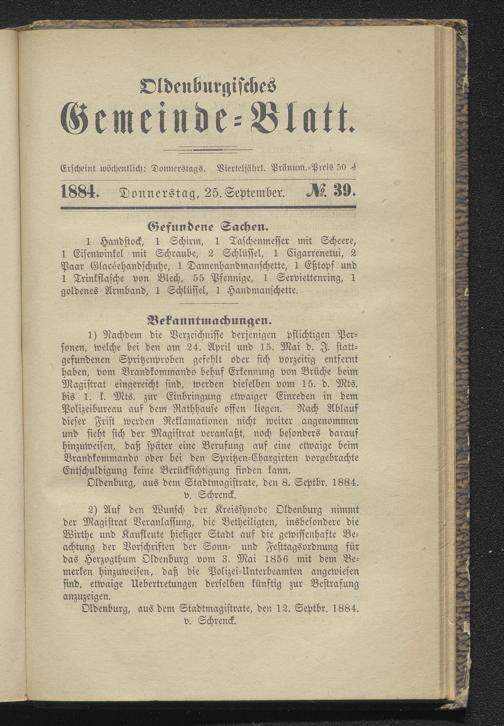 Oldenburgisches
Gemeinde-Blatt.
Erscheint wöchentlich: Donnerstags. Vierteljährl. Pränum.-Preis 50 ₰
1884. Donnerstag, 25. September. № 39.
Gefundene Sachen.
1 Handstock, 1 Schirm, 1 Taschenmesser mit Scheere,
1 Eisenwinkel mit Schraube, 2 Schlüssel, 1 Cigarrenetui, 2
Paar Glacéehandschuhe, 1 Damenhandmanschette, 1 Eßtopf und
1 Trinkflasche von Blech, 55 Pfennige, 1 Serviettenring, 1
goldenes Armband, 1 Schlüssel, 1 Handmanschette.
Bekanntmachungen.
1) Nachdem die Verzeichnisse derjenigen pflichtigen Per-
sonen, welche bei den am 24. April und 15. Mai d. J. statt-
gefundenen Spritzenproben gefehlt oder sich vorzeitig entfernt
haben, vom Brandkommando behuf Erkennung von Brüche beim
Magistrat eingereicht sind, werden dieselben vom 15. d. Mts.
bis 1. k. Mts. zur Einbringung etwaiger Einreden in dem
Polizeibureau auf dem Rathhause offen liegen. Nach Ablauf
dieser Frist werden Reklamationen nicht weiter angenommen
und sieht sich der Magistrat veranlaßt, noch besonders darauf
hinzuweisen, daß später eine Berufung auf eine etwaige beim
Brandkommando oder bei den Spritzen-Chargirten vorgebrachte
Entschuldigung keine Berücksichtigung finden kann.
Oldenburg, aus dem Stadtmagistrate, den 8. Septbr. 1884.
v. Schrenck.
2) Auf den Wunsch der Kreissynode Oldenburg nimmt
der Magistrat Veranlassung, die Betheiligten, insbesondere die
Wirthe und Kaufleute hiesiger Stadt auf die gewissenhafte Be-
achtung der Vorschriften der Sonn- und Festtagsordnung für
das Herzogthum Oldenburg vom 3. Mai 1856 mit dem Be-
merken hinzuweisen, daß die Polizei-Unterbeamten angewiesen
sind, etwaige Uebertretungen derselben künftig zur Bestrafung
anzuzeigen.
Oldenburg, aus dem Stadtmagistrate, den 12. Septbr. 1884.
v. Schrenck.